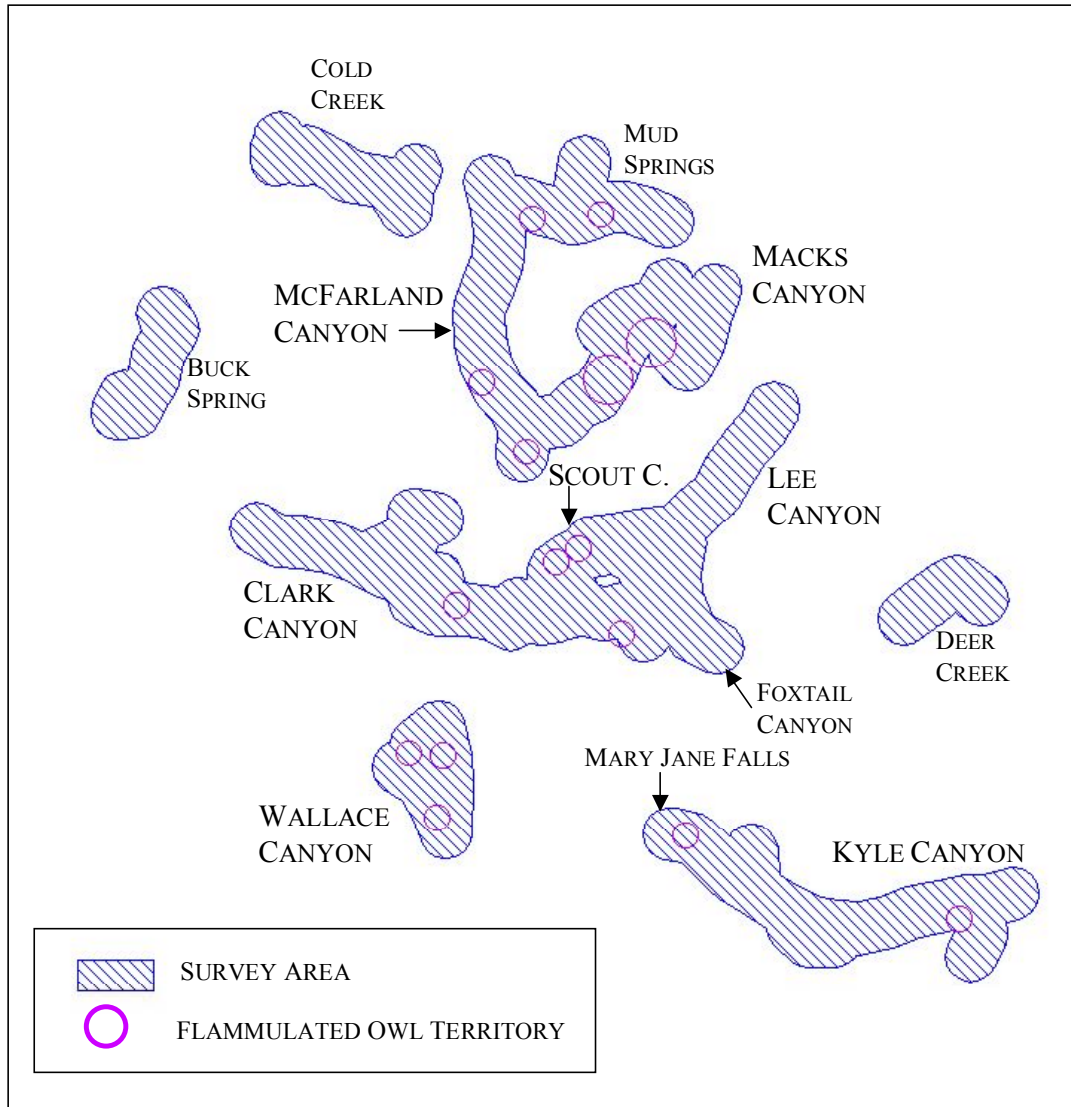 COLD
CREEK
MUD
SPRINGS
MACKS
CANYON
MCFARLAND
CANYON
BUCK
SPRING
SCOUT C.
LEE
CANYON
CLARK
CANYON
DEER
CREEK
FOXTAIL
CANYON
MARY JANE FALLS
WALLACE
CANYON
KYLE CANYON
SURVEY AREA
FLAMMULATED OWL TERRITORY